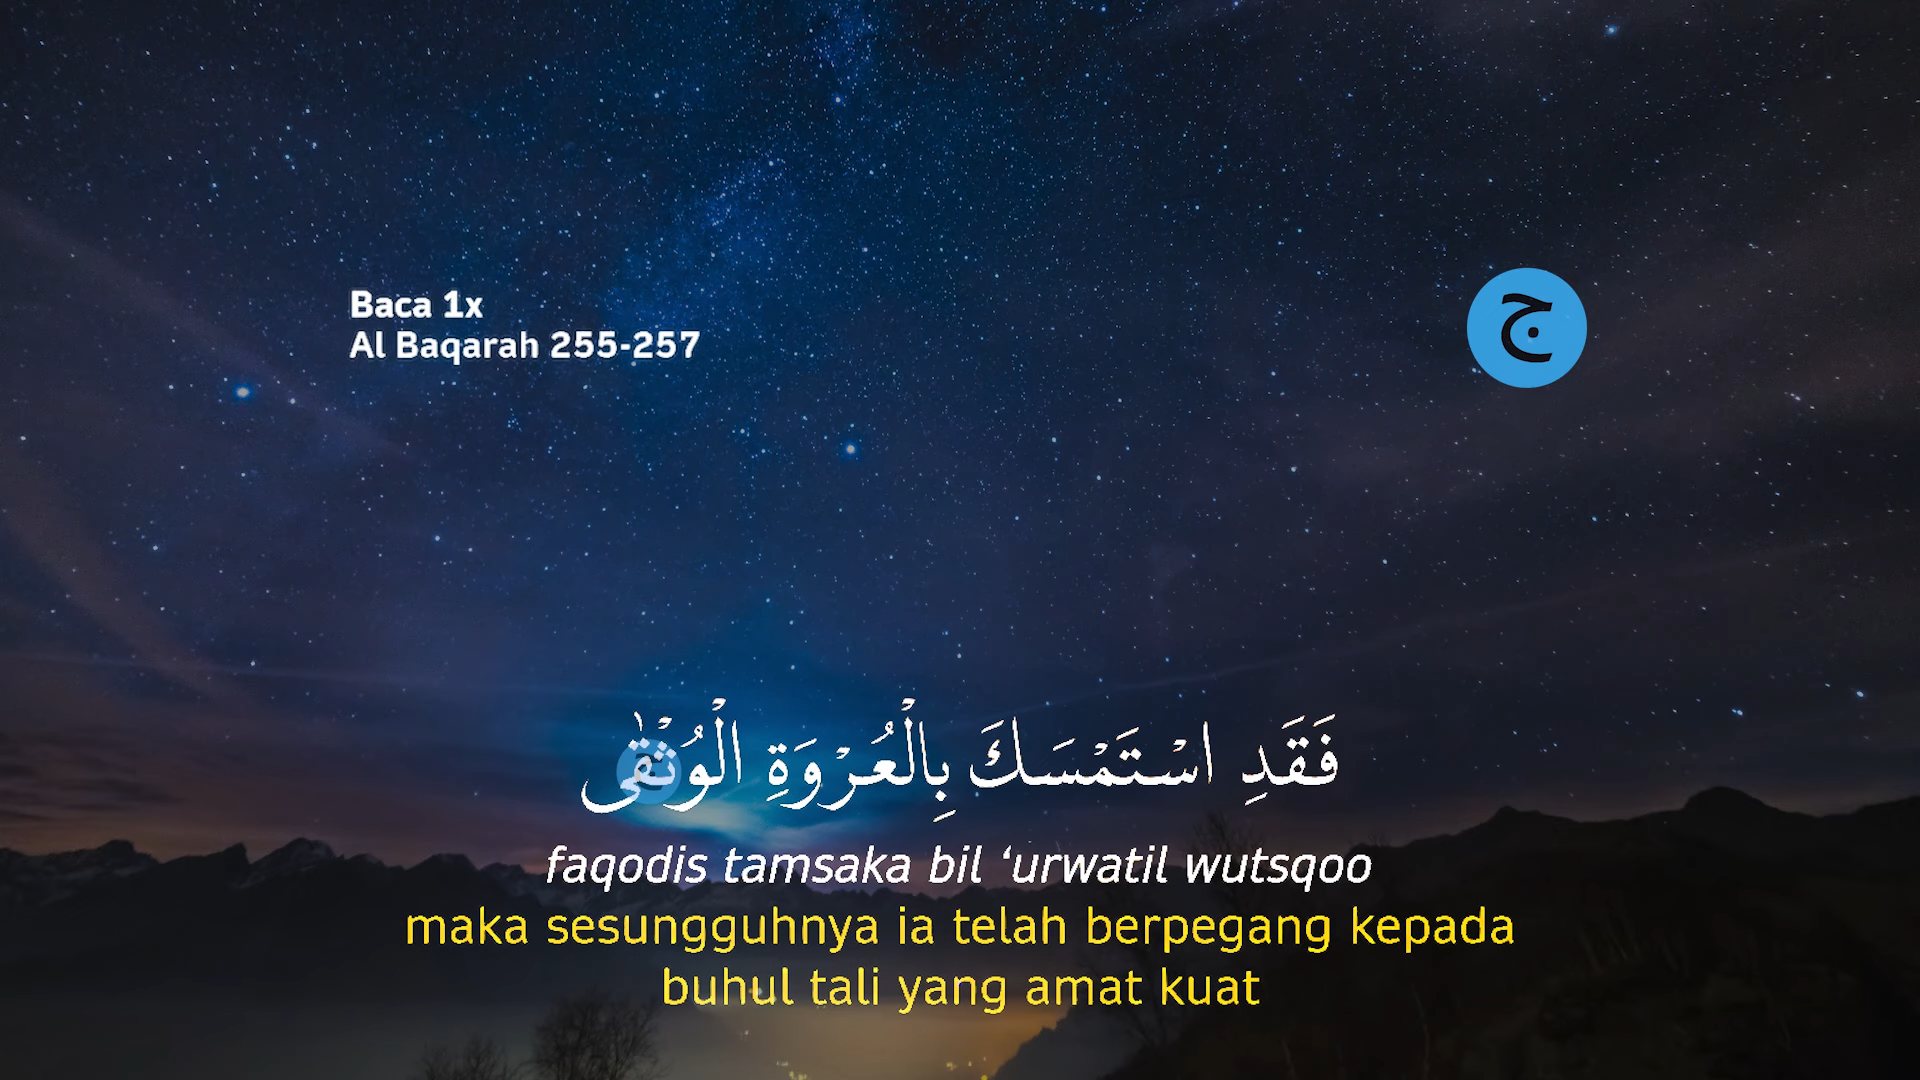 Baca 1x
Al Baqarah 255-257
ج
فَقَدِ اسْتَمْسَكَ بِالْعُرْوَةِ الْوُثْقٰى
faqodis tamsaka bil ‘urwatil wutsqoo
maka sesungguhnya ia telah berpegang kepada
buhul tali yang amat kuat